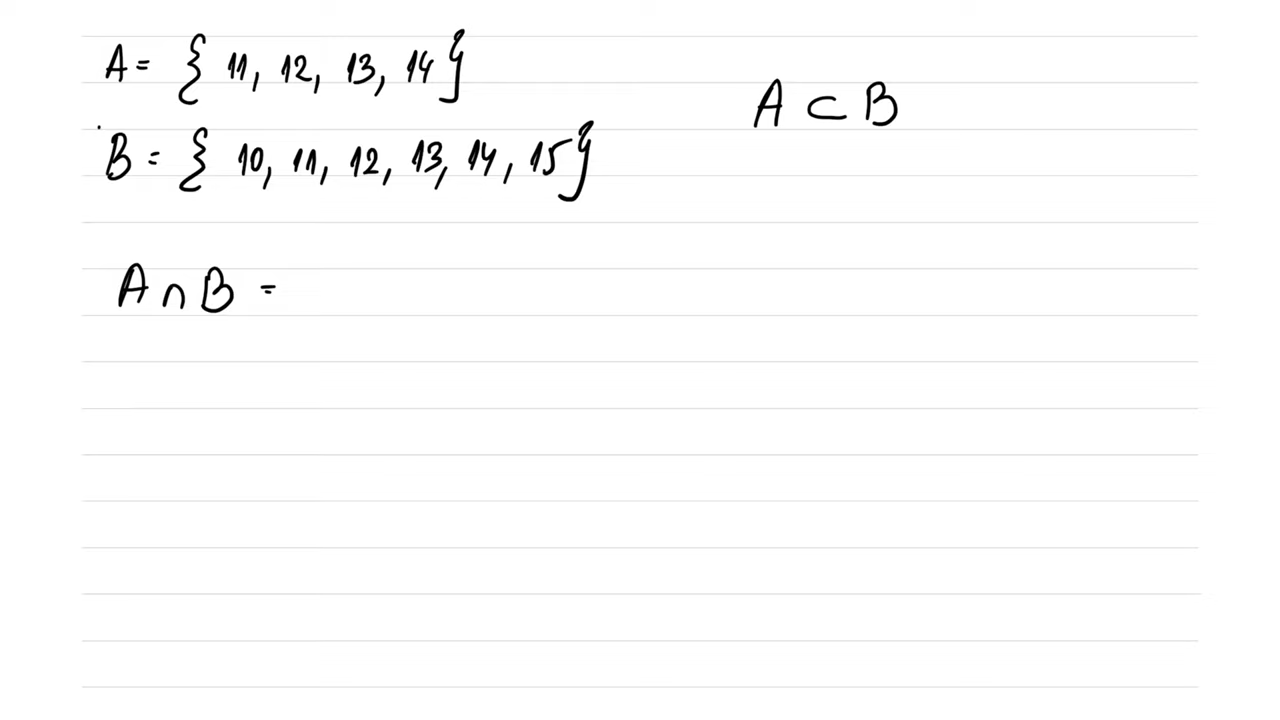 A = { 11, 12, 13, 14 }
A ⊂ B
B = { 10, 11, 12, 13, 14, 15 }
A ∩ B =